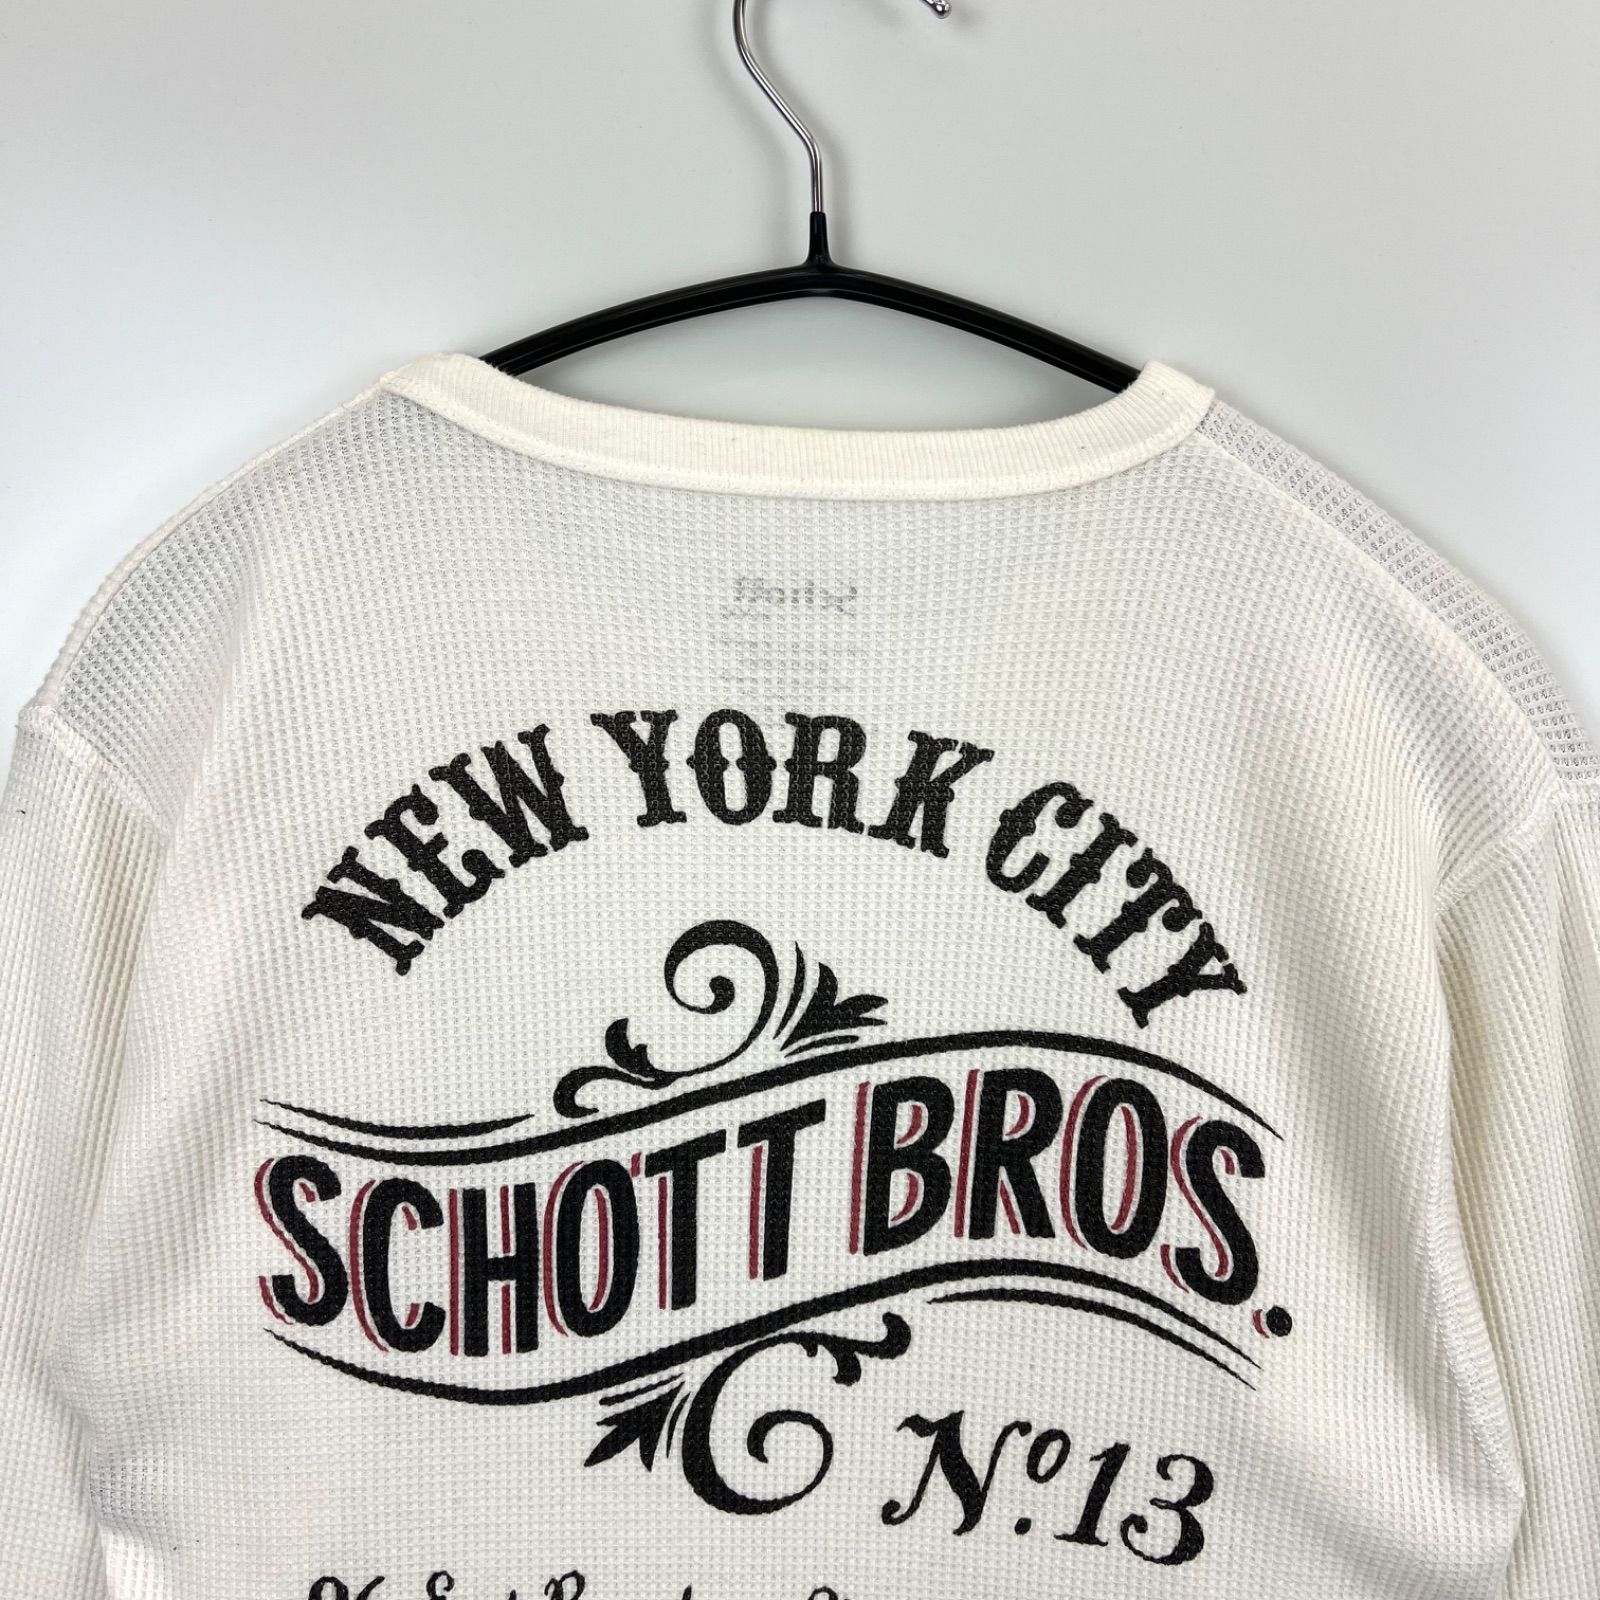 NEW YORK CITY
SCHOTT BROS.
No. 13